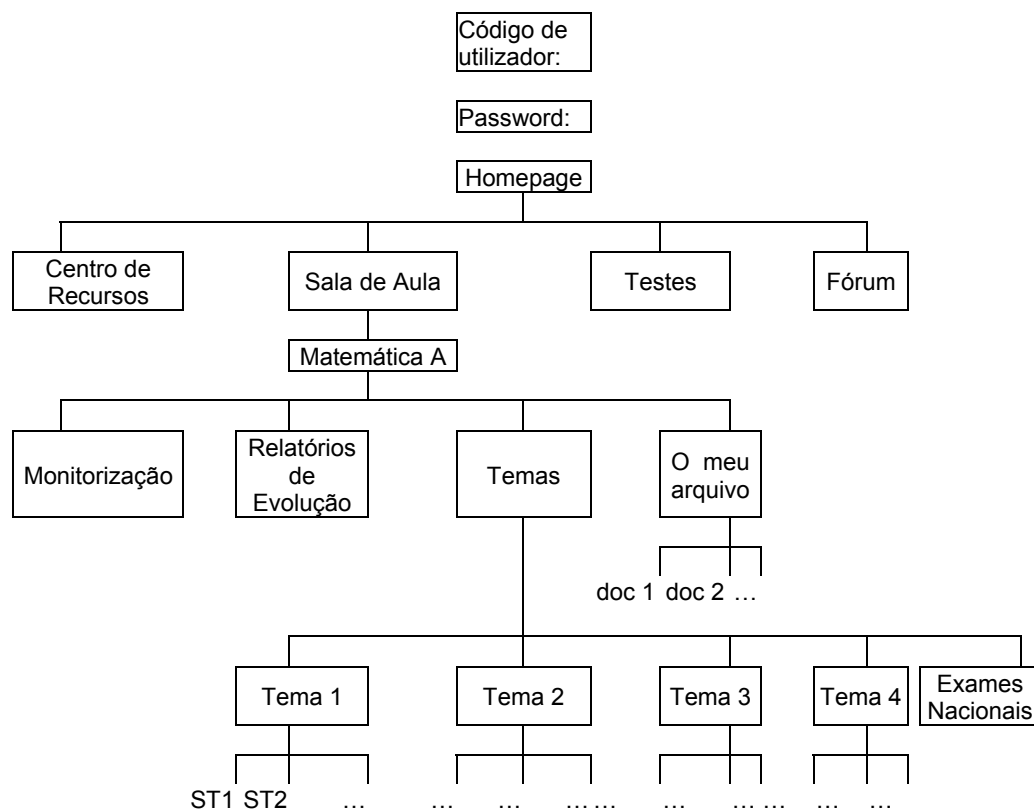 Código de
utilizador:
Password:
Homepage
Centro de
Recursos
Sala de Aula
Testes
Fórum
Matemática A
Monitorização
Relatórios
de
Evolução
Temas
O meu
arquivo
doc 1 doc 2 …
Tema 1
Tema 2
Tema 3
Tema 4
Exames
Nacionais
ST1 ST2 … … … … … … … … … …